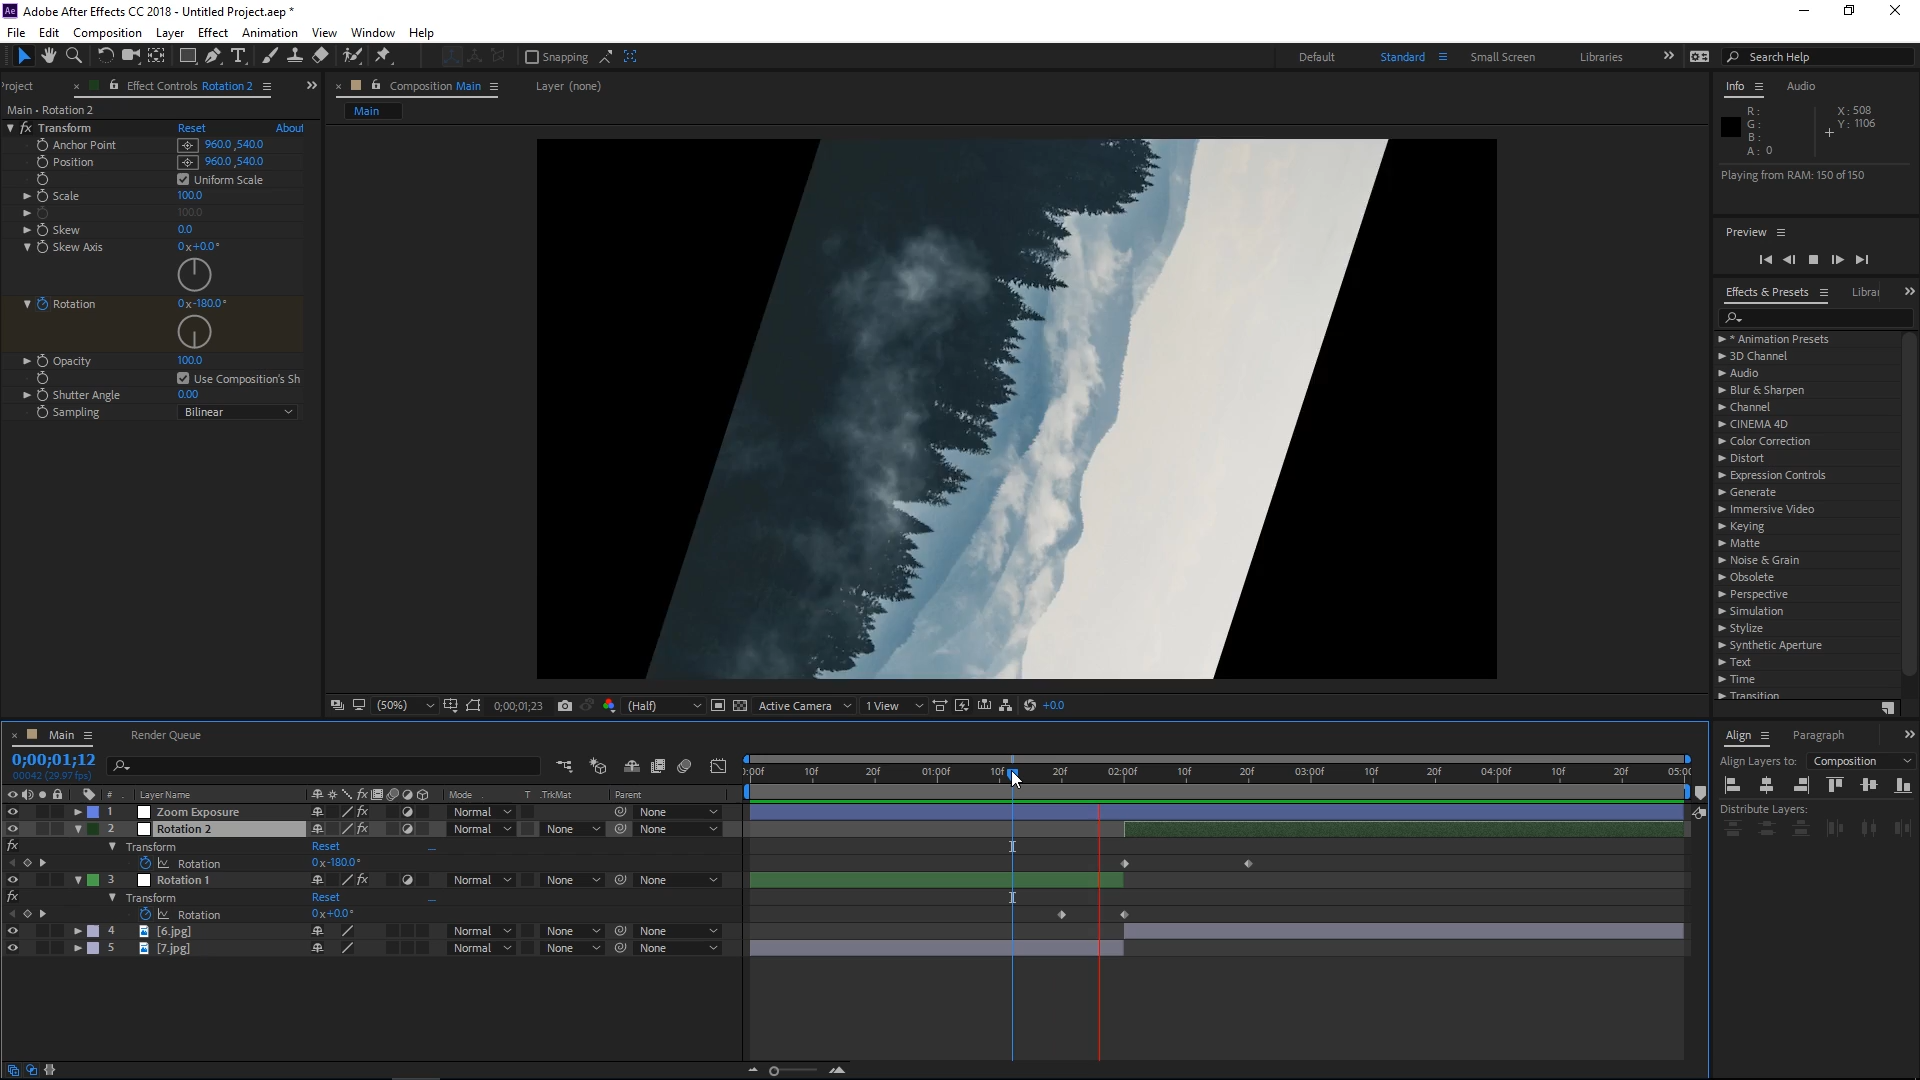 Ae Adobe After Effects CC 2018 - Untitled Project.aep *
File Edit Composition Layer Effect Animation View Window Help
Snapping Default Standard Small Screen Libraries Search Help
roject Effect Controls Rotation 2 Composition Main Layer (none) Info Audio
Main • Rotation 2 Main
fx Transform Reset About
Anchor Point 960.0 ,540.0
Position 960.0 ,540.0
Uniform Scale
Scale 100.0
100.0
Skew 0.0
Skew Axis 0x+0.0°
Rotation 0x-180.0°
Opacity 100.0
Use Composition's Sh
Shutter Angle 0.00
Sampling Bilinear
R:
G:
B:
A: 0
X: 508
Y: 1106
Playing from RAM: 150 of 150
Preview
Effects & Presets Librar
* Animation Presets
3D Channel
Audio
Blur & Sharpen
Channel
CINEMA 4D
Color Correction
Distort
Expression Controls
Generate
Immersive Video
Keying
Matte
Noise & Grain
Obsolete
Perspective
Simulation
Stylize
Synthetic Aperture
Text
Time
Transition
(50%) 0;00;01;23 (Half) Active Camera 1 View +0.0
Main Render Queue
0;00;01;12
00042 (29.97 fps)
):00f 10f 20f 01:00f 10f 20f 02:00f 10f 20f 03:00f 10f 20f 04:00f 10f 20f 05:00
# Layer Name fx Mode T .TrkMat Parent
1 Zoom Exposure fx Normal None
2 Rotation 2 fx Normal None None
fx Transform Reset
Rotation 0x-180.0°
3 Rotation 1 fx Normal None None
fx Transform Reset
Rotation 0x+0.0°
4 [6.jpg] Normal None None
5 [7.jpg] Normal None None
Align Paragraph
Align Layers to: Composition
Distribute Layers: